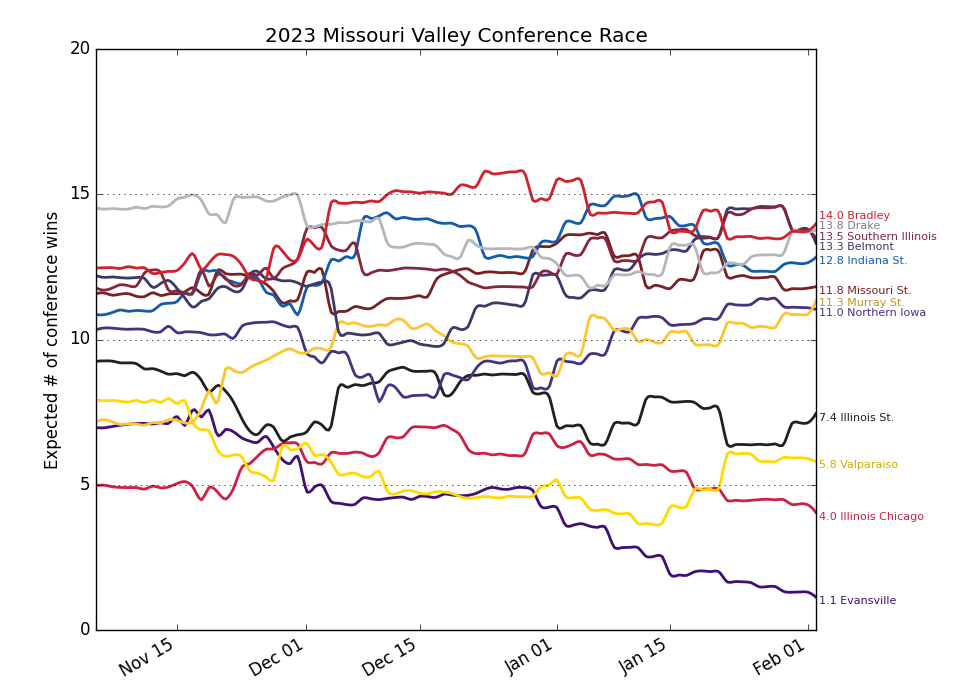 2023 Missouri Valley Conference Race
Expected # of conference wins
20
15
10
5
0
14.0 Bradley
13.8 Drake
13.5 Southern Illinois
13.3 Belmont
12.8 Indiana St.
11.8 Missouri St.
11.3 Murray St.
11.0 Northern Iowa
7.4 Illinois St.
5.8 Valparaiso
4.0 Illinois Chicago
1.1 Evansville
Nov 15
Dec 01
Dec 15
Jan 01
Jan 15
Feb 01